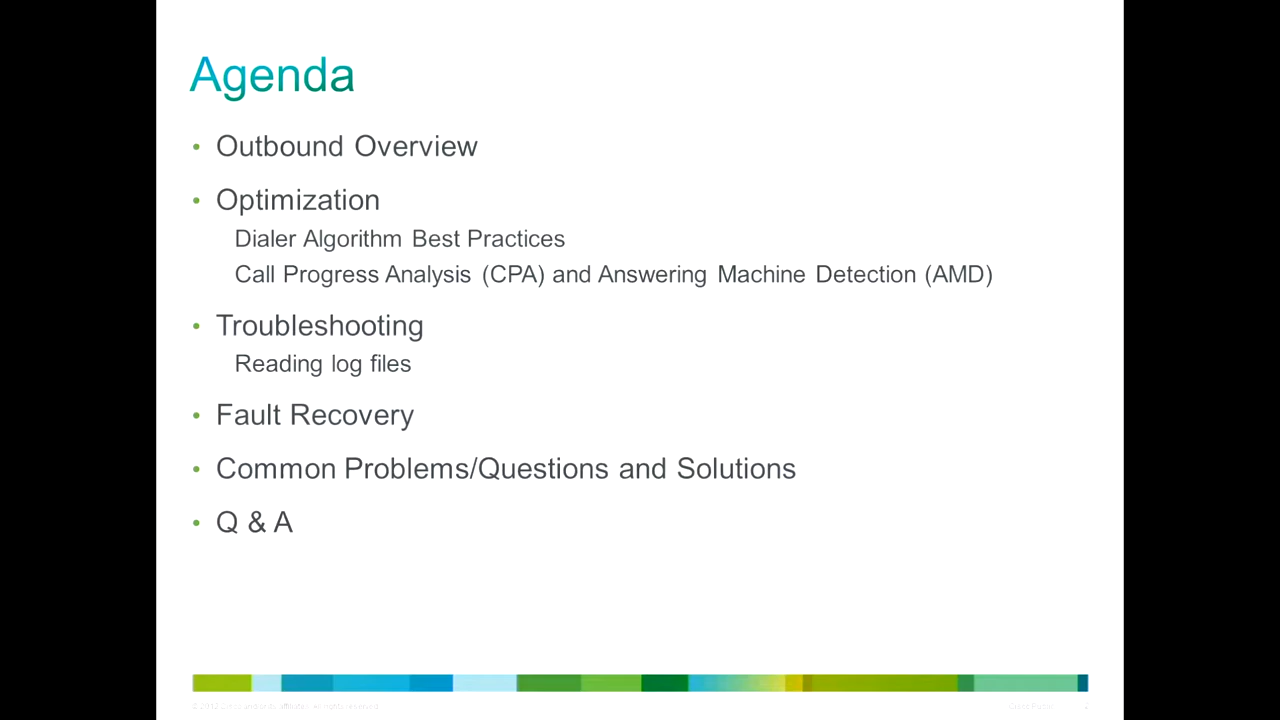 Agenda
• Outbound Overview
• Optimization
Dialer Algorithm Best Practices
Call Progress Analysis (CPA) and Answering Machine Detection (AMD)
• Troubleshooting
Reading log files
• Fault Recovery
• Common Problems/Questions and Solutions
• Q & A